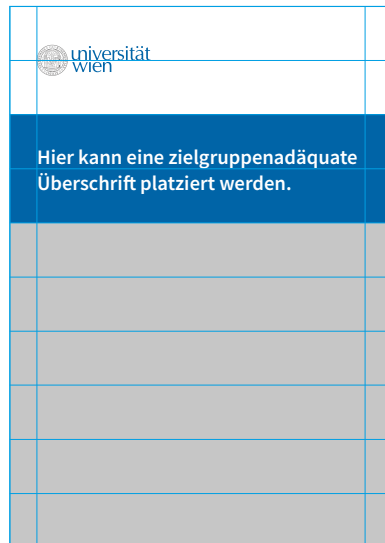 universität
wien
Hier kann eine zielgruppenadäquate
Überschrift platziert werden.